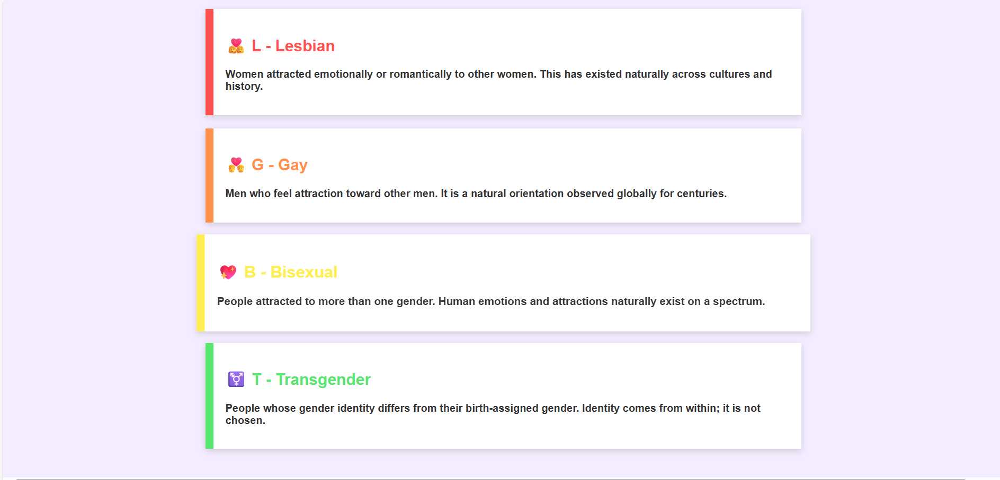 L - Lesbian
Women attracted emotionally or romantically to other women. This has existed naturally across cultures and
history.
G - Gay
Men who feel attraction toward other men. It is a natural orientation observed globally for centuries.
B - Bisexual
People attracted to more than one gender. Human emotions and attractions naturally exist on a spectrum.
T - Transgender
People whose gender identity differs from their birth-assigned gender. Identity comes from within; it is not
chosen.